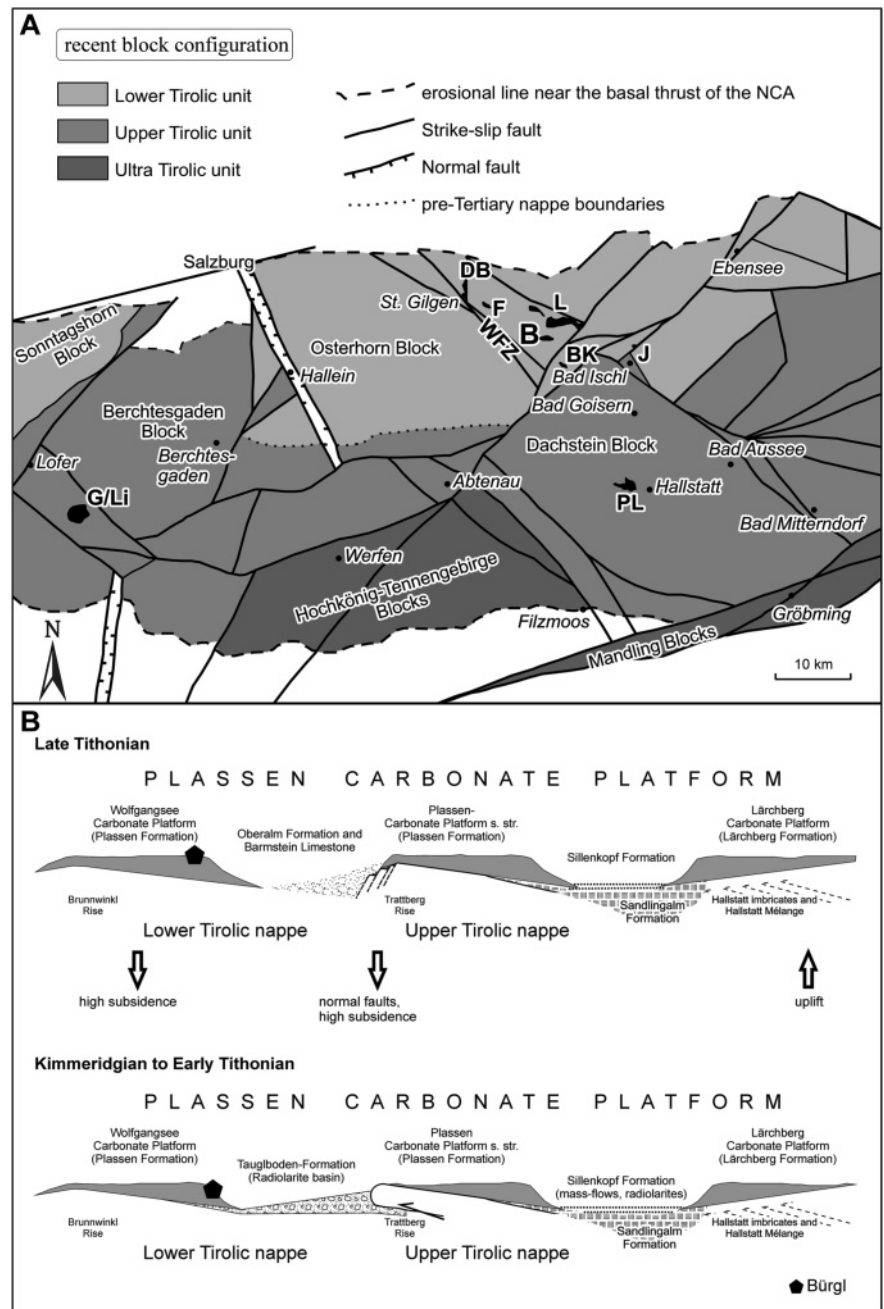 A
recent block configuration
Lower Tirolic unit
Upper Tirolic unit
Ultra Tirolic unit
erosional line near the basal thrust of the NCA
Strike-slip fault
Normal fault
pre-Tertiary nappe boundaries
Salzburg
DB
Ebensee
St. Gilgen
F
L
WFZ
B
Sonntagshorn
Block
Osterhorn Block
BK
J
Hallein
Bad Ischl
Bad Goisern
Berchtesgaden
Block
Dachstein Block
Lofer
Berchtes-
gaden
Bad Aussee
Abtenau
Hallstatt
G/Li
PL
Bad Mitterndorf
Werfen
Hochkönig-Tennengebirge
Blocks
Filzmoos
Gröbming
Mandling Blocks
N
10 km
B
Late Tithonian
PLASSEN CARBONATE PLATFORM
Wolfgangsee
Carbonate Platform
(Plassen Formation)
Oberalm Formation and
Barmstein Limestone
Plassen-
Carbonate Platform s. str.
(Plassen Formation)
Sillenkopf Formation
Lärchberg
Carbonate Platform
(Lärchberg Formation)
Brunnwinkl
Rise
Trattberg
Rise
Sandlingalm
Formation
Hallstatt imbricates and
Hallstatt Mélange
Lower Tirolic nappe
Upper Tirolic nappe
high subsidence
normal faults,
high subsidence
uplift
Kimmeridgian to Early Tithonian
PLASSEN CARBONATE PLATFORM
Wolfgangsee
Carbonate Platform
(Plassen Formation)
Tauglboden-Formation
(Radiolarite basin)
Plassen
Carbonate Platform s. str.
(Plassen Formation)
Sillenkopf Formation
(mass-flows, radiolarites)
Lärchberg
Carbonate Platform
(Lärchberg Formation)
Brunnwinkl
Rise
Trattberg
Rise
Sandlingalm
Formation
Hallstatt imbricates and
Hallstatt Mélange
Lower Tirolic nappe
Upper Tirolic nappe
Bürgl